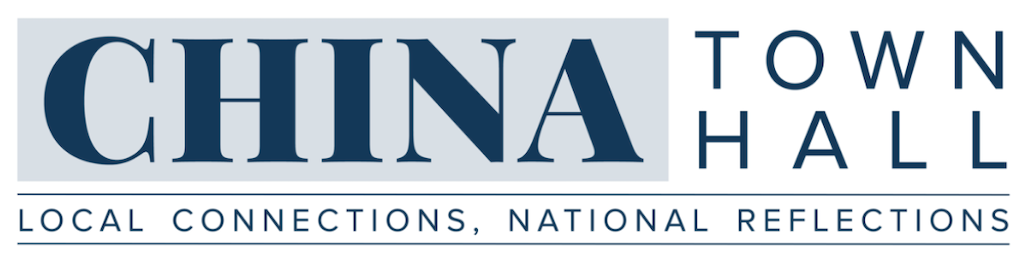 CHINA
TOWN
HALL
LOCAL CONNECTIONS, NATIONAL REFLECTIONS